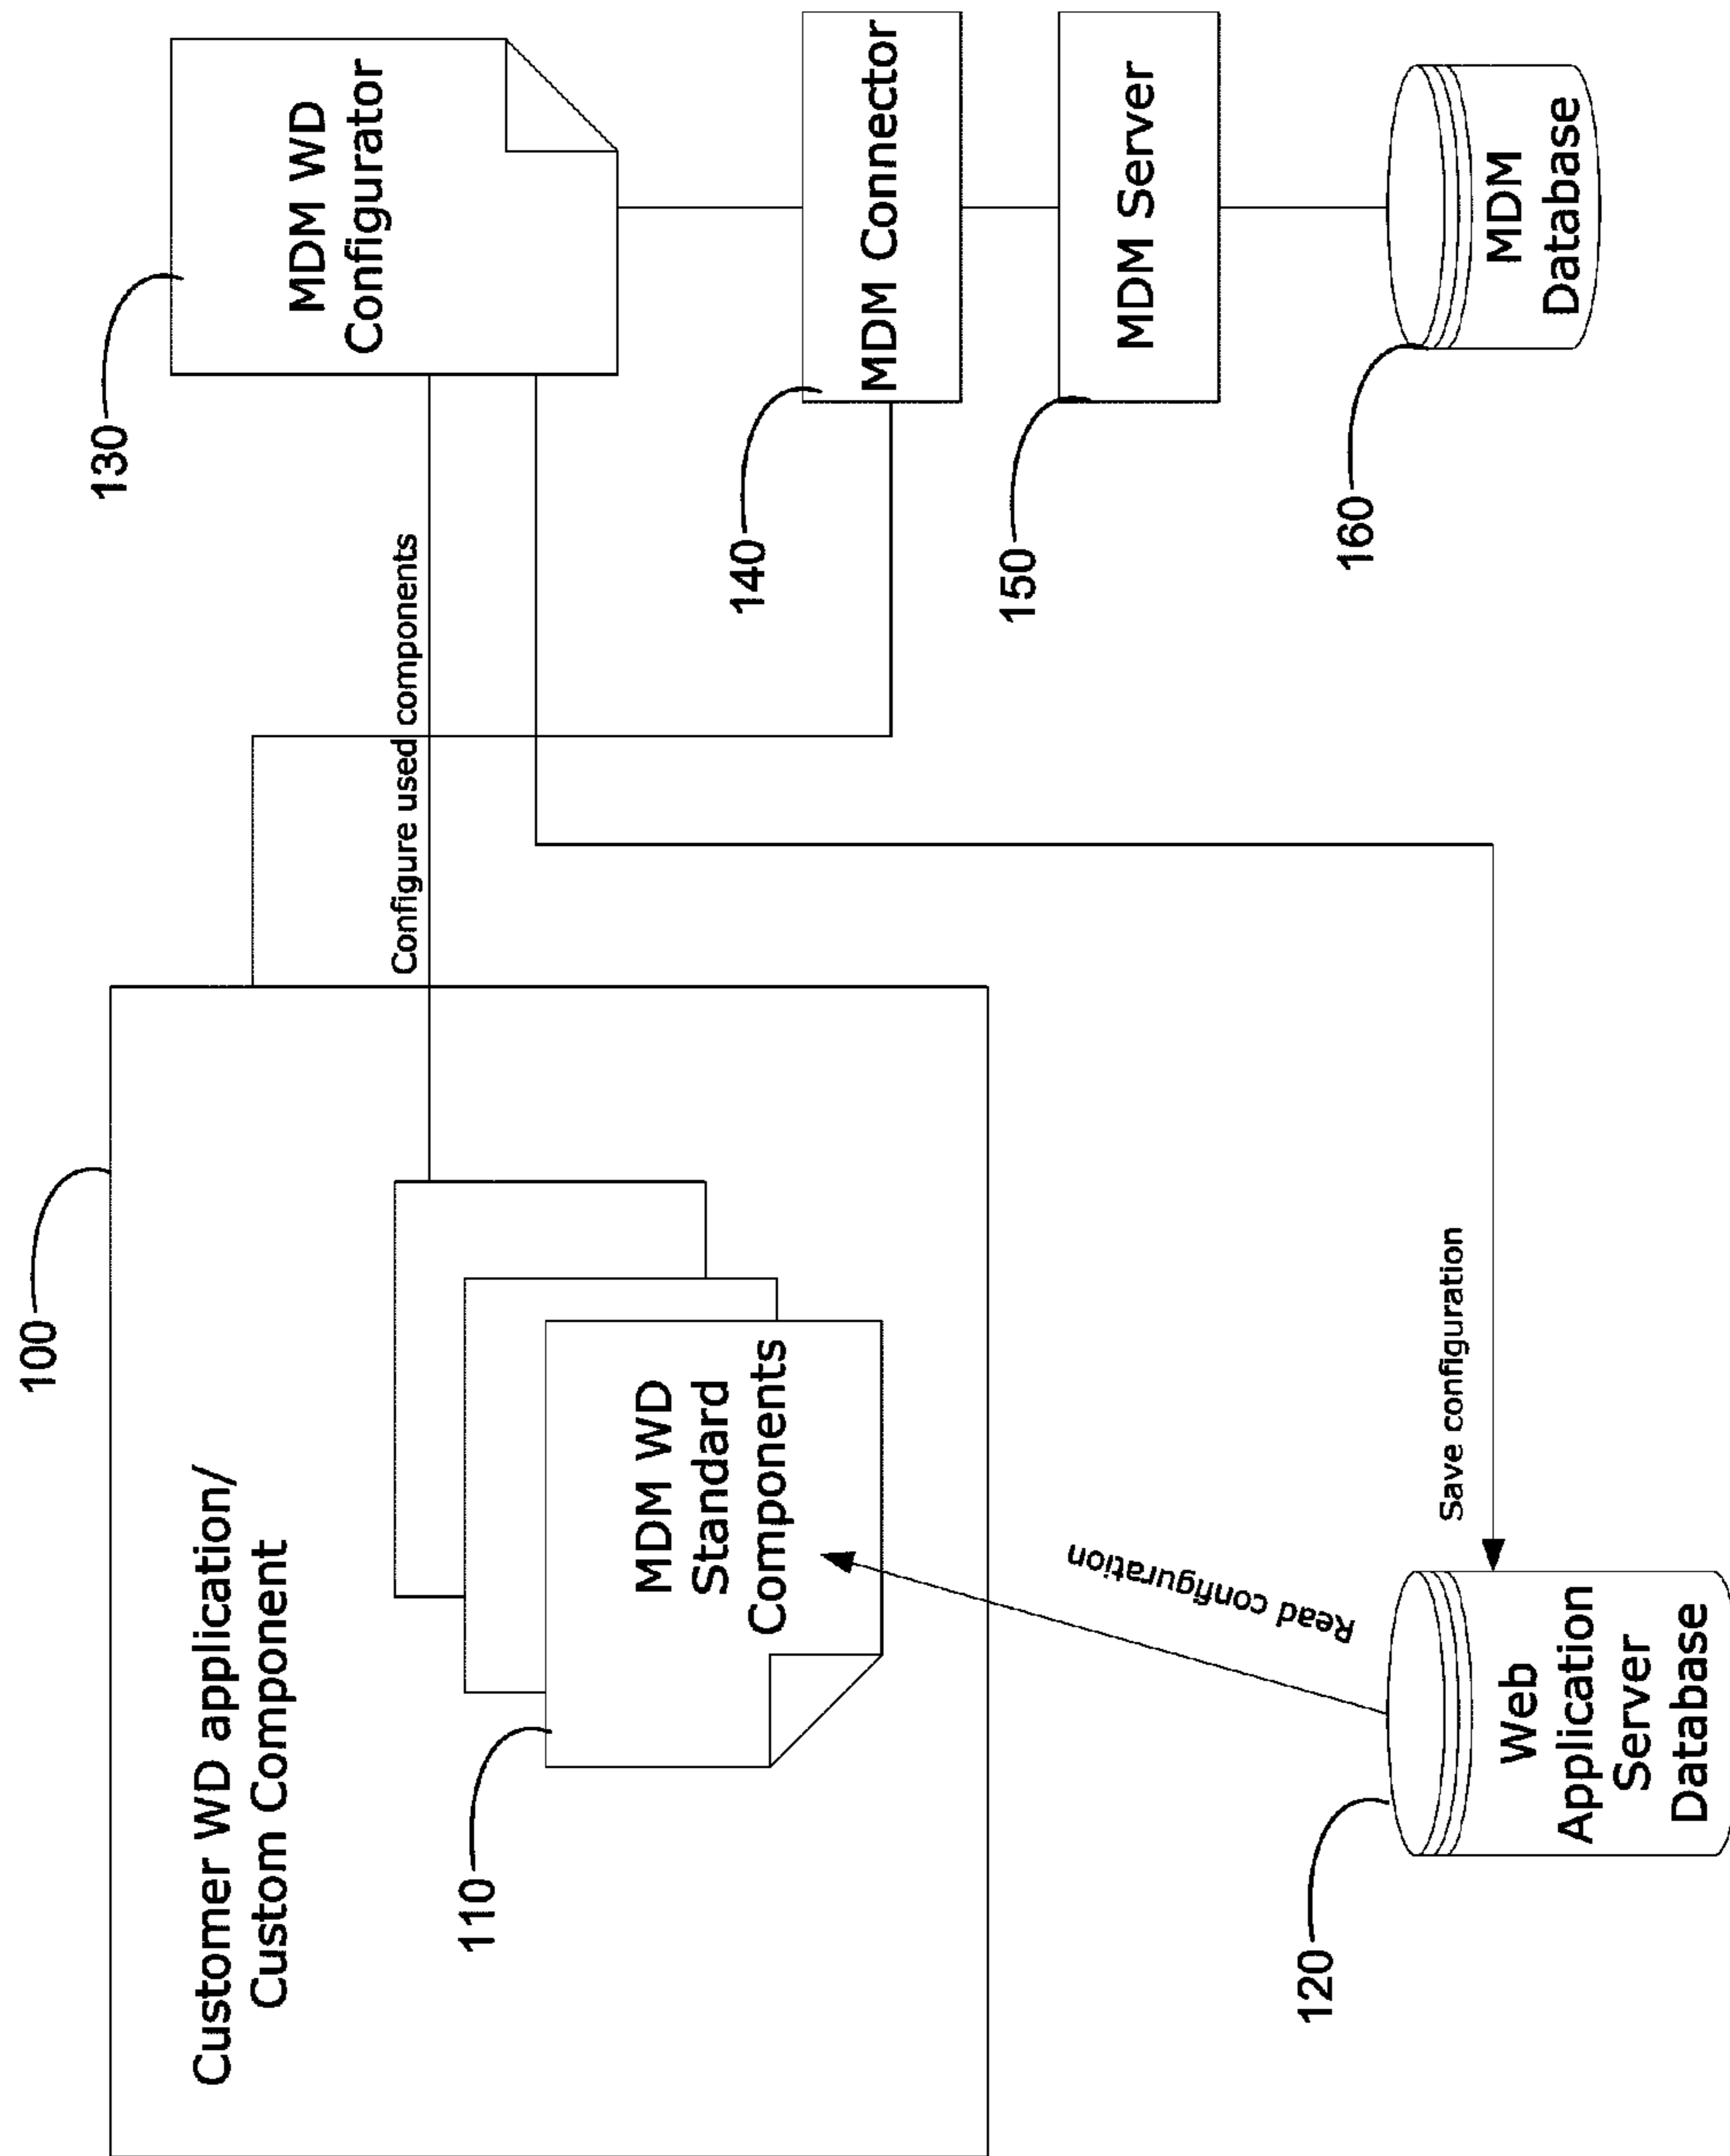 100
Customer WD application/
Custom Component
110
MDM WD
Standard
Components
Configure used components
130
MDM WD
Configurator
140
MDM Connector
150
MDM Server
160
MDM
Database
Read configuration
Save configuration
120
Web
Application
Server
Database